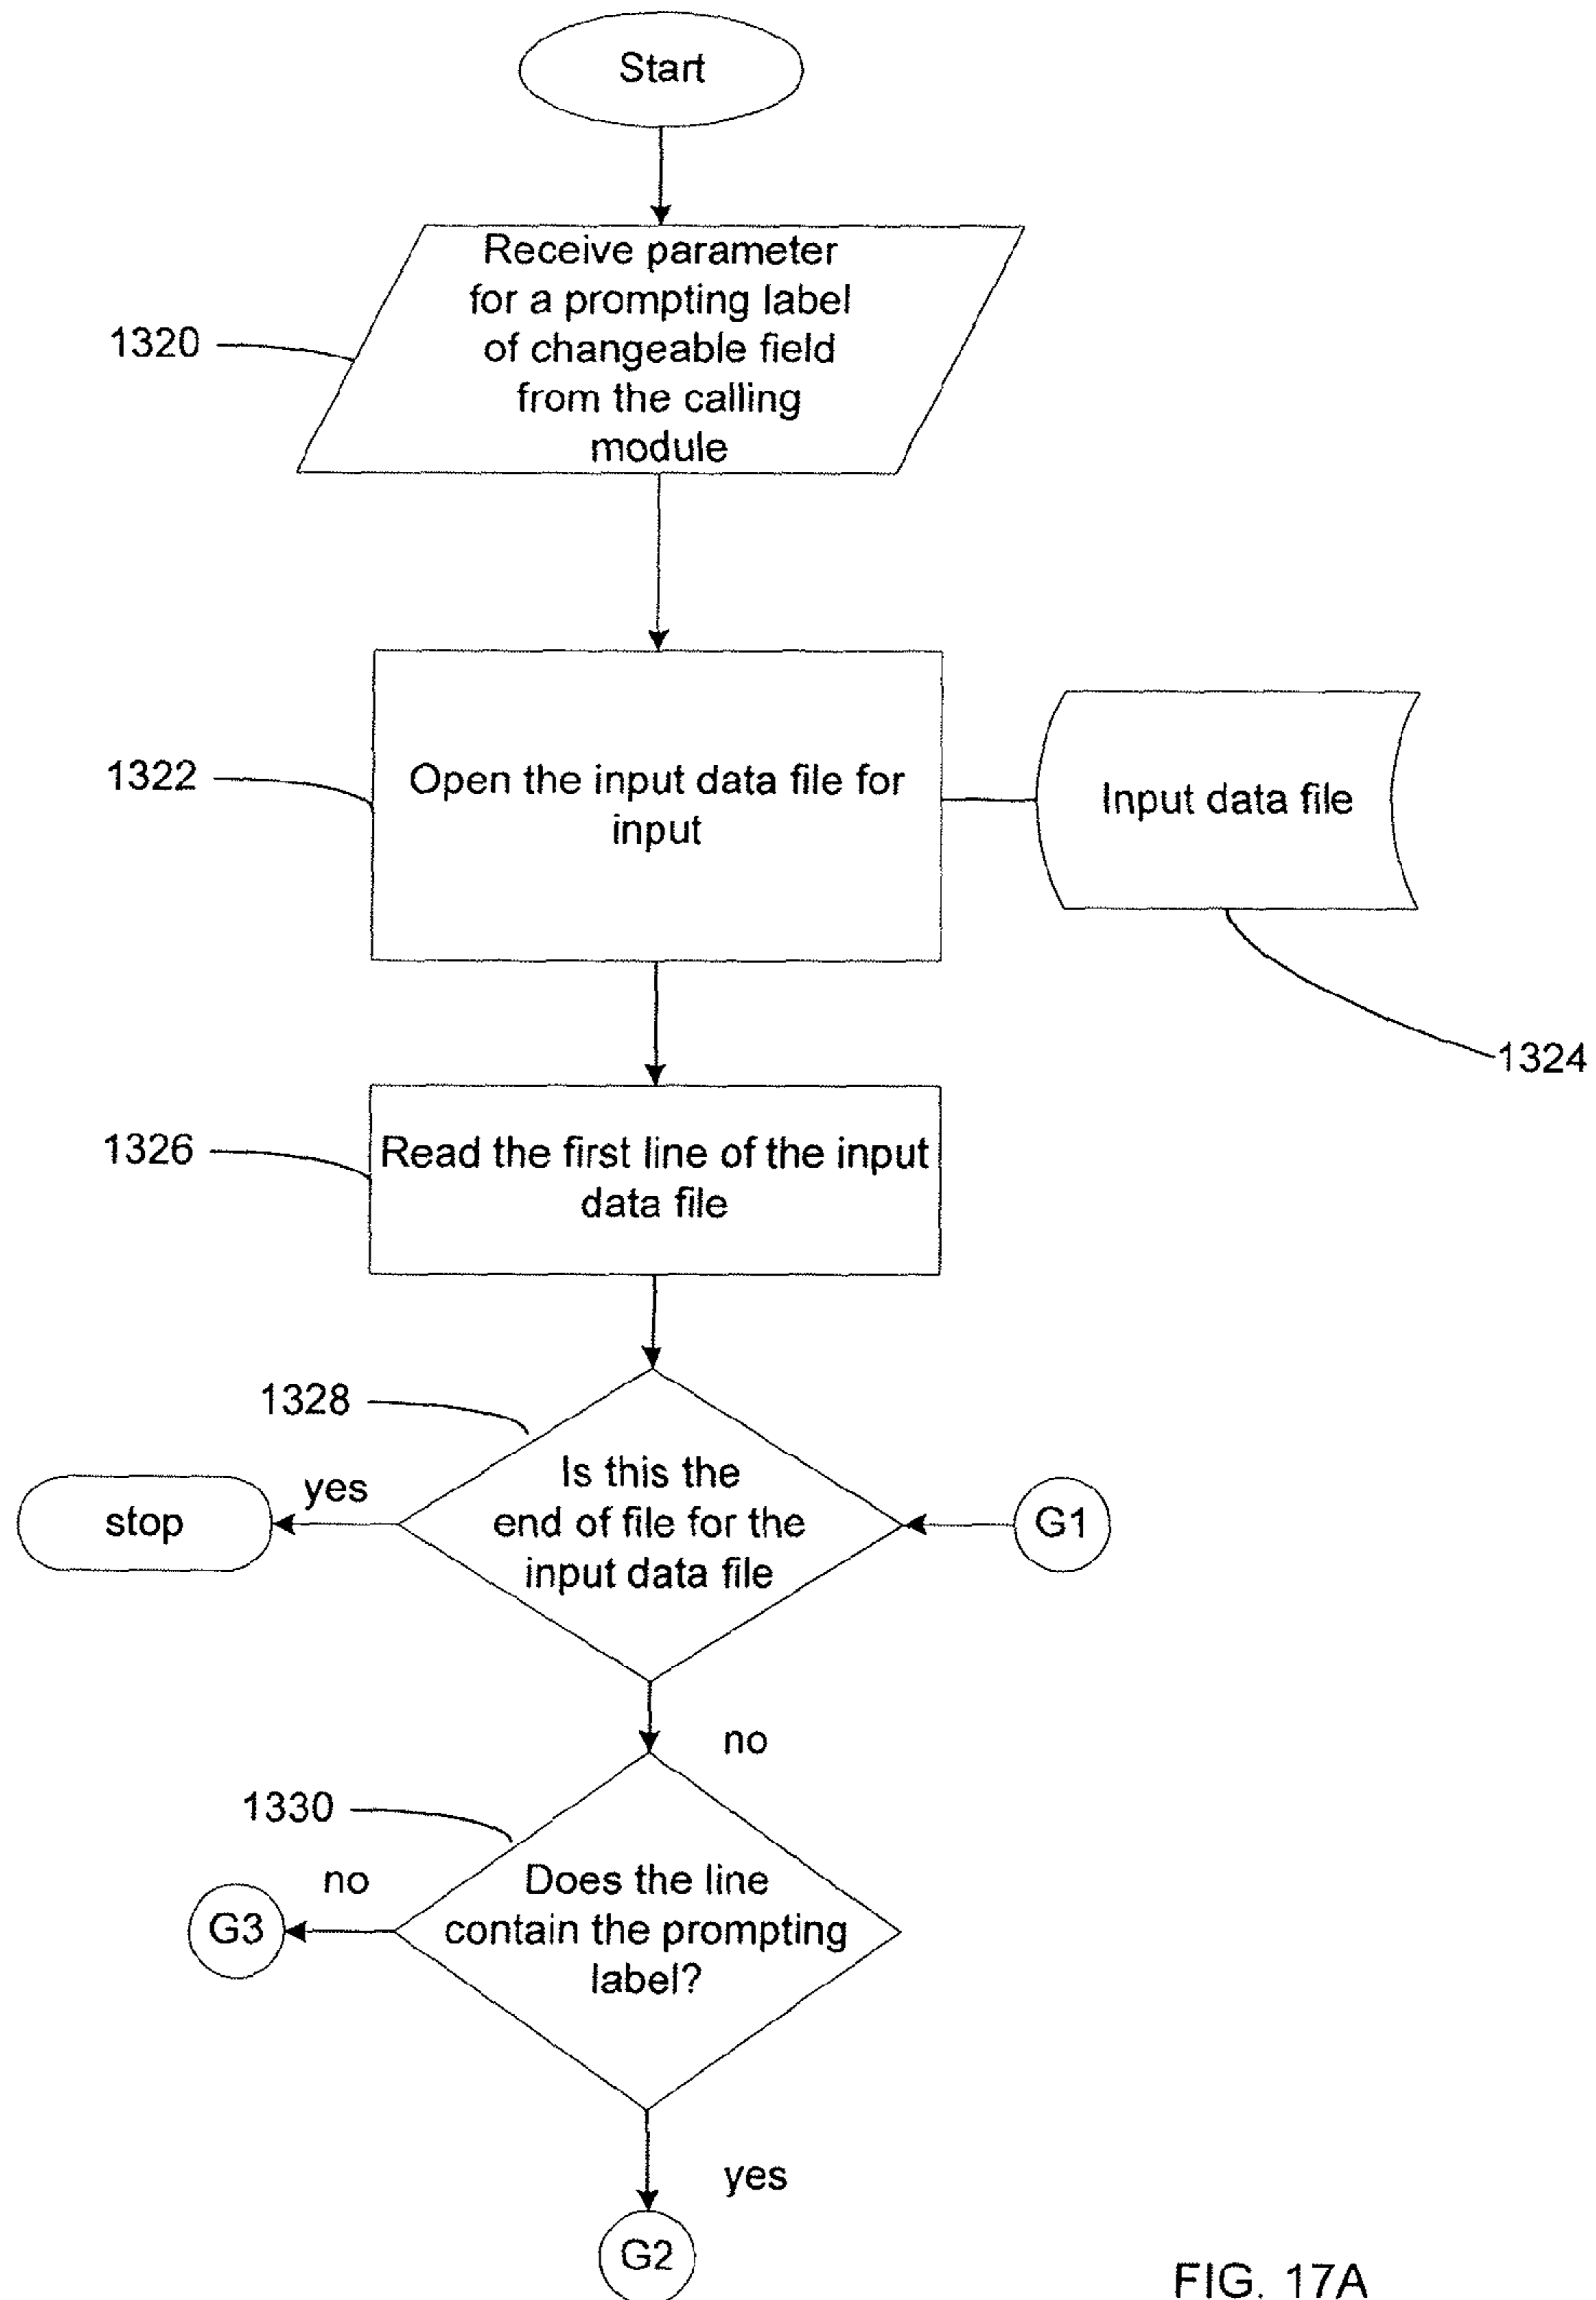 Start
Receive parameter
for a prompting label
of changeable field
from the calling
module
1320
Open the input data file for
input
1322
Input data file
1324
Read the first line of the input
data file
1326
1328
Is this the
end of file for the
input data file
yes
stop
G1
no
1330
Does the line
contain the prompting
label?
no
G3
yes
G2
FIG. 17A